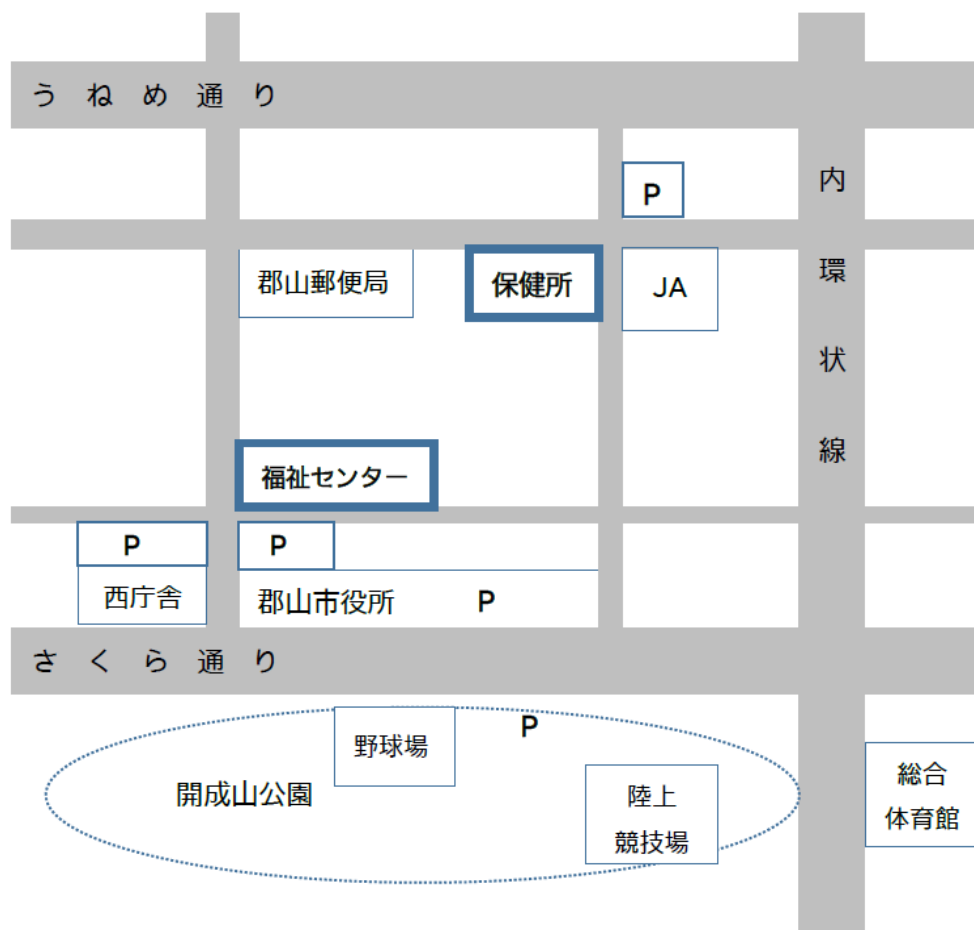 うねめ通り
内環状線
P
郡山郵便局
保健所
JA
福祉センター
P
P
西庁舎
郡山市役所 P
さくら通り
P
野球場
開成山公園
陸上
競技場
総合
体育館